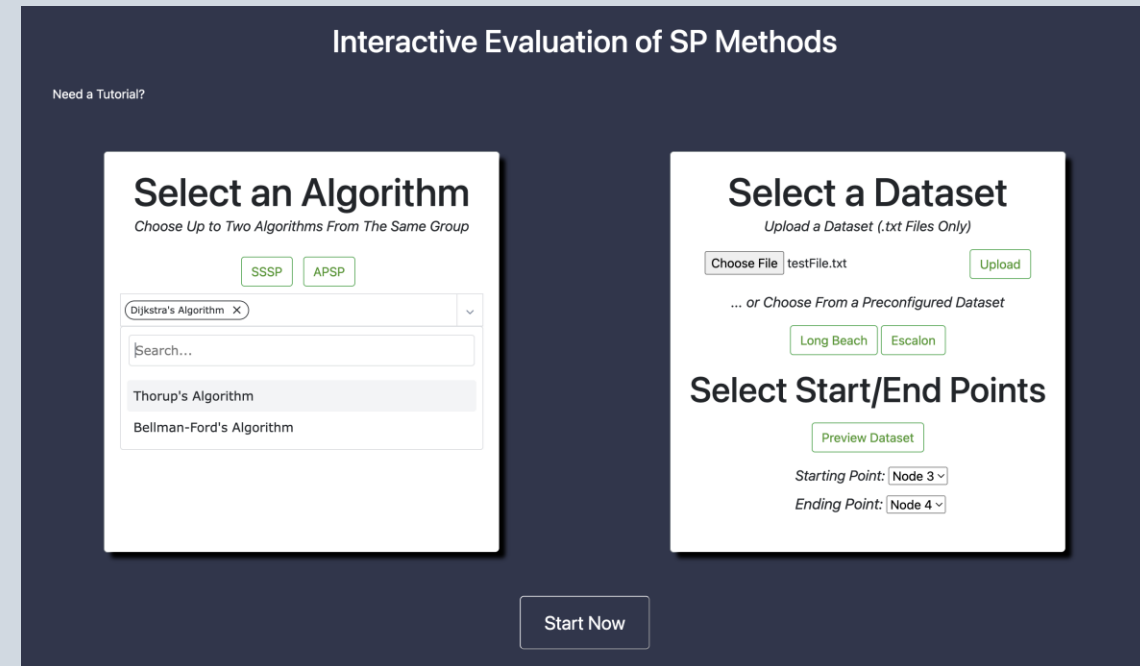 Interactive Evaluation of SP Methods
Need a Tutorial?
Select an Algorithm
Choose Up to Two Algorithms From The Same Group
SSSP APSP
Dijkstra's Algorithm X
Search...
Thorup's Algorithm
Bellman-Ford's Algorithm
Select a Dataset
Upload a Dataset (.txt Files Only)
Choose File testFile.txt Upload
... or Choose From a Preconfigured Dataset
Long Beach Escalon
Select Start/End Points
Preview Dataset
Starting Point: Node 3
Ending Point: Node 4
Start Now